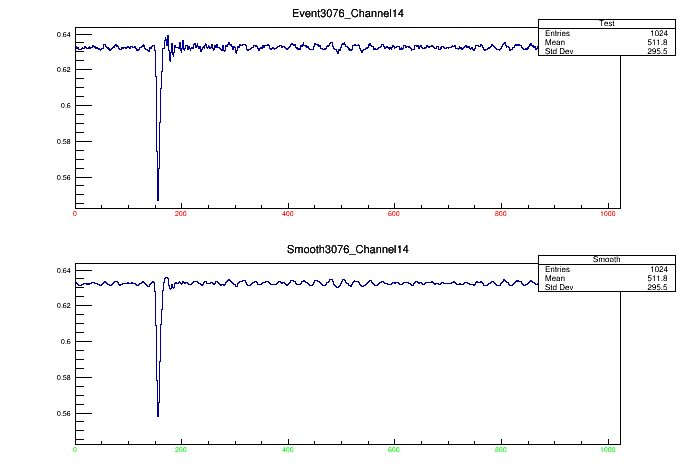 Event3076_Channel14
Test
Entries 1024
Mean 511.8
Std Dev 295.5
0.64
0.62
0.6
0.58
0.56
0 200 400 600 800 1000
Smooth3076_Channel14
Smooth
Entries 1024
Mean 511.8
Std Dev 295.5
0.64
0.62
0.6
0.58
0.56
0 200 400 600 800 1000